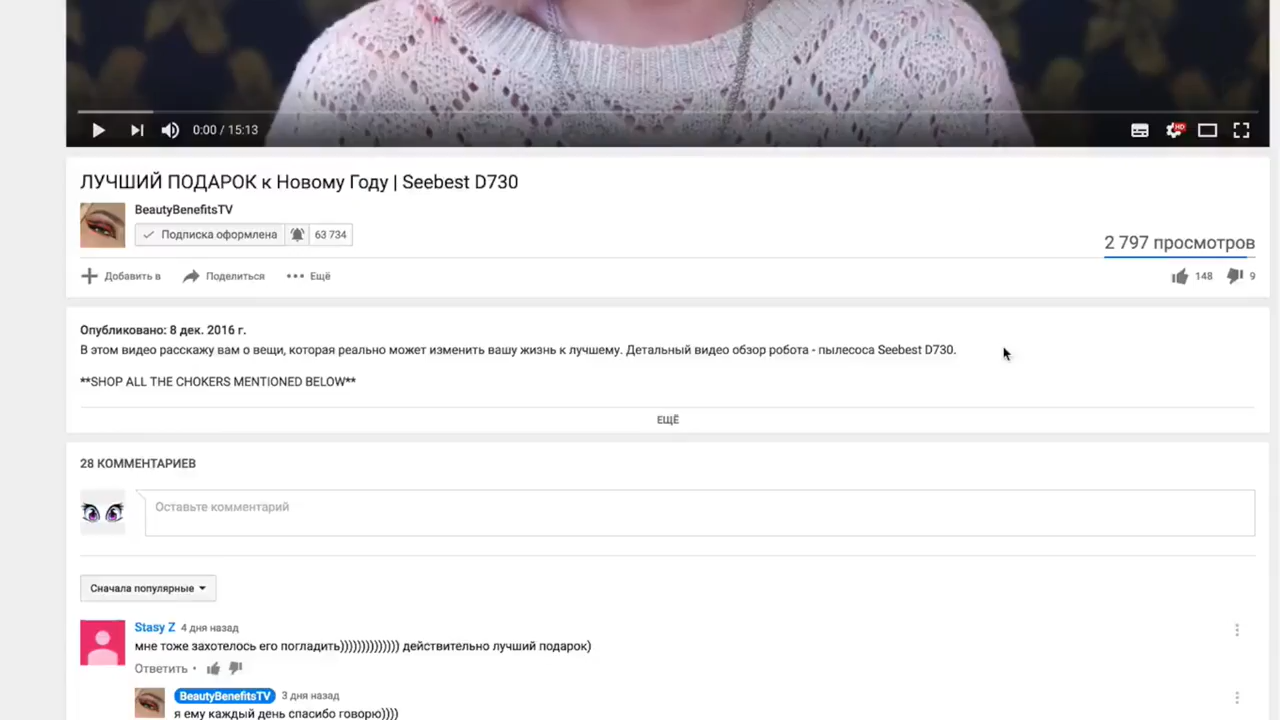 0:00 / 15:13
HD
ЛУЧШИЙ ПОДАРОК к Новому Году | Seebest D730
BeautyBenefitsTV
Подписка оформлена 63 734
2 797 просмотров
Добавить в Поделиться ••• Ещё 148 9
Опубликовано: 8 дек. 2016 г.
В этом видео расскажу вам о вещи, которая реально может изменить вашу жизнь к лучшему. Детальный видео обзор робота - пылесоса Seebest D730.
**SHOP ALL THE CHOKERS MENTIONED BELOW**
ЕЩЁ
28 КОММЕНТАРИЕВ
Оставьте комментарий
Сначала популярные
Stasy Z 4 дня назад
мне тоже захотелось его погладить)))))))))))))) действительно лучший подарок)
Ответить •
BeautyBenefitsTV 3 дня назад
я ему каждый день спасибо говорю))))